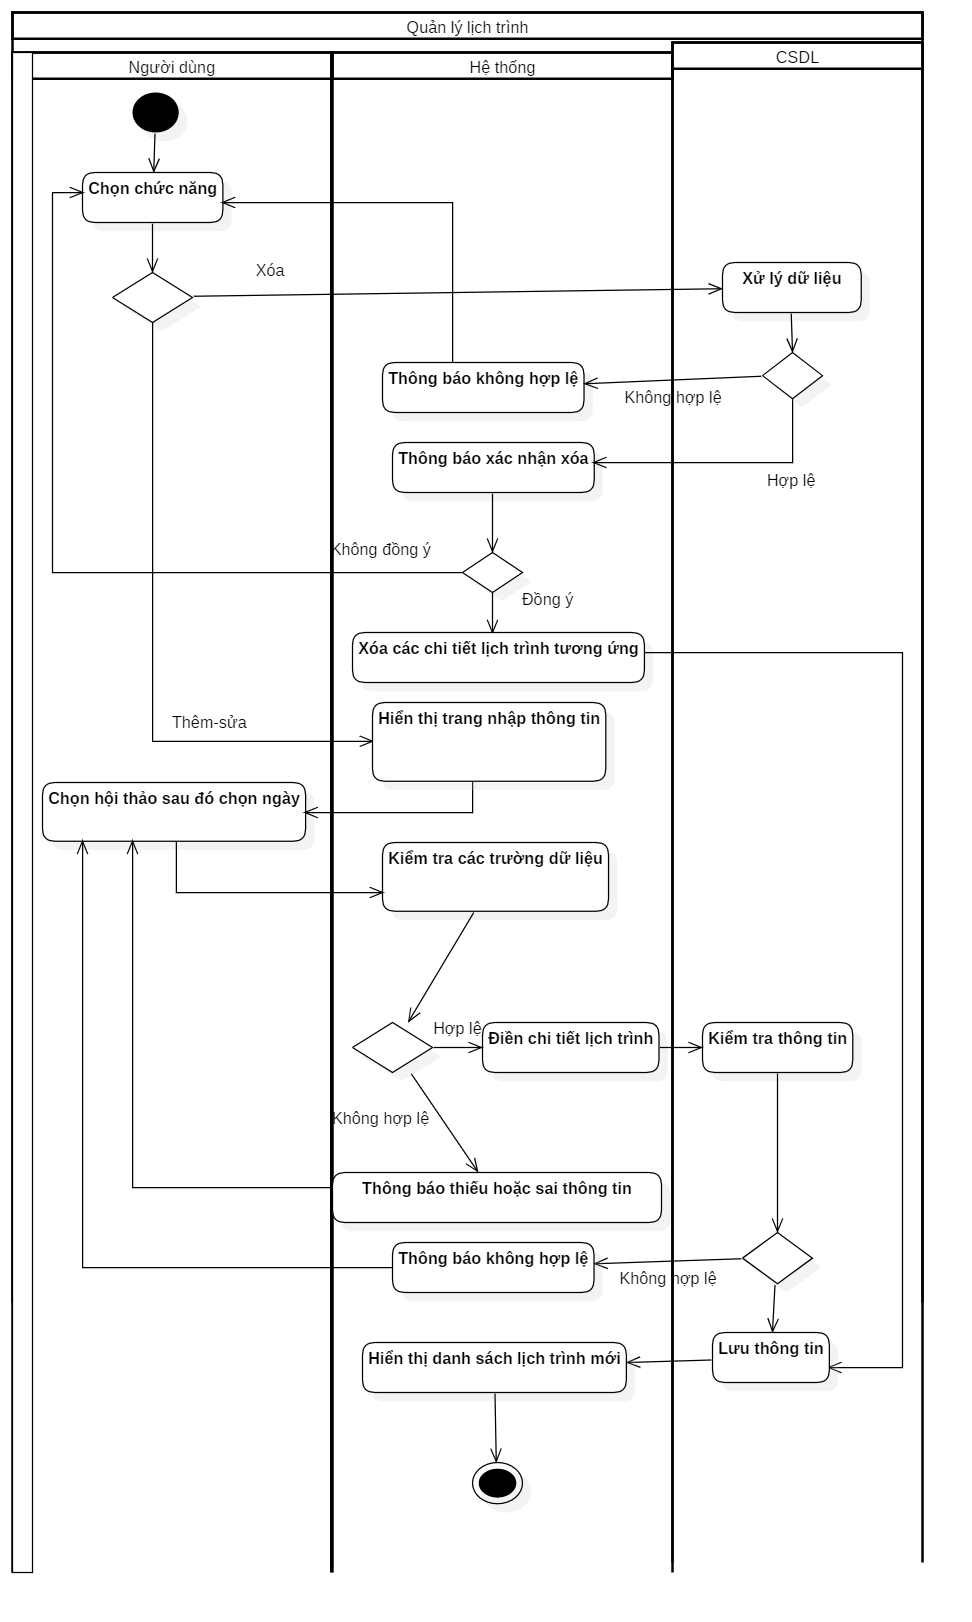 Quản lý lịch trình
Người dùng
Hệ thống
CSDL
Chọn chức năng
Xóa
Xử lý dữ liệu
Thông báo không hợp lệ
Không hợp lệ
Thông báo xác nhận xóa
Hợp lệ
Không đồng ý
Đồng ý
Xóa các chi tiết lịch trình tương ứng
Hiển thị trang nhập thông tin
Thêm-sửa
Chọn hội thảo sau đó chọn ngày
Kiểm tra các trường dữ liệu
Hợp lệ
Điền chi tiết lịch trình
Kiểm tra thông tin
Không hợp lệ
Thông báo thiếu hoặc sai thông tin
Thông báo không hợp lệ
Không hợp lệ
Lưu thông tin
Hiển thị danh sách lịch trình mới